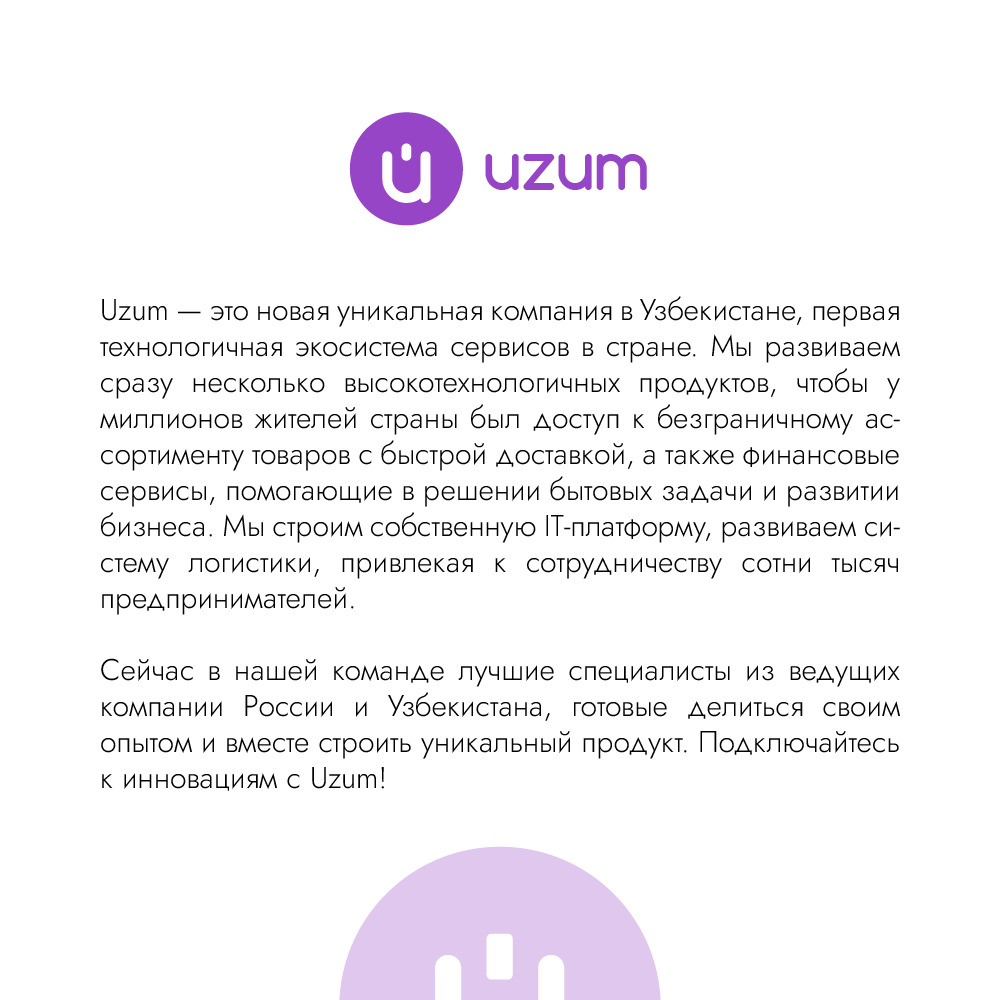 uzum
Uzum — это новая уникальная компания в Узбекистане, первая
технологичная экосистема сервисов в стране. Мы развиваем
сразу несколько высокотехнологичных продуктов, чтобы у
миллионов жителей страны был доступ к безграничному ас-
сортименту товаров с быстрой доставкой, а также финансовые
сервисы, помогающие в решении бытовых задачи и развитии
бизнеса. Мы строим собственную IT-платформу, развиваем си-
стему логистики, привлекая к сотрудничеству сотни тысяч
предпринимателей.
Сейчас в нашей команде лучшие специалисты из ведущих
компании России и Узбекистана, готовые делиться своим
опытом и вместе строить уникальный продукт. Подключайтесь
к инновациям с Uzum!